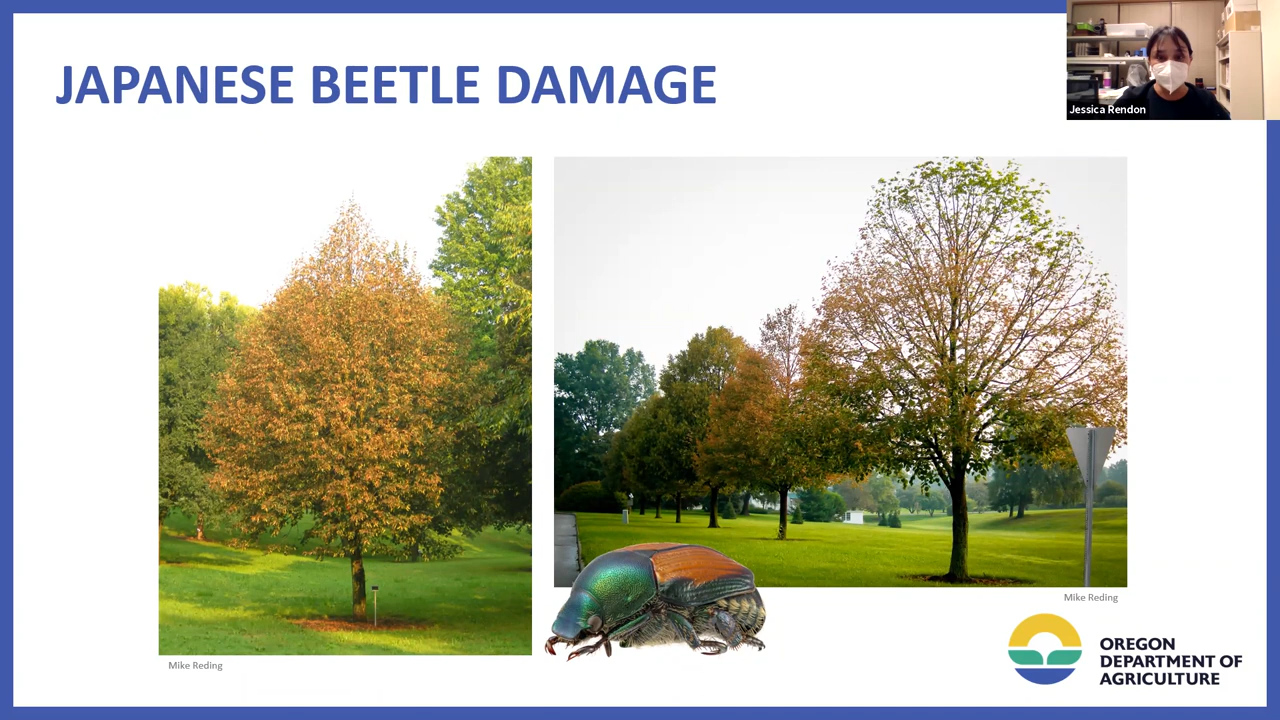 JAPANESE BEETLE DAMAGE
Jessica Rendon
Mike Reding
Mike Reding
OREGON
DEPARTMENT OF
AGRICULTURE